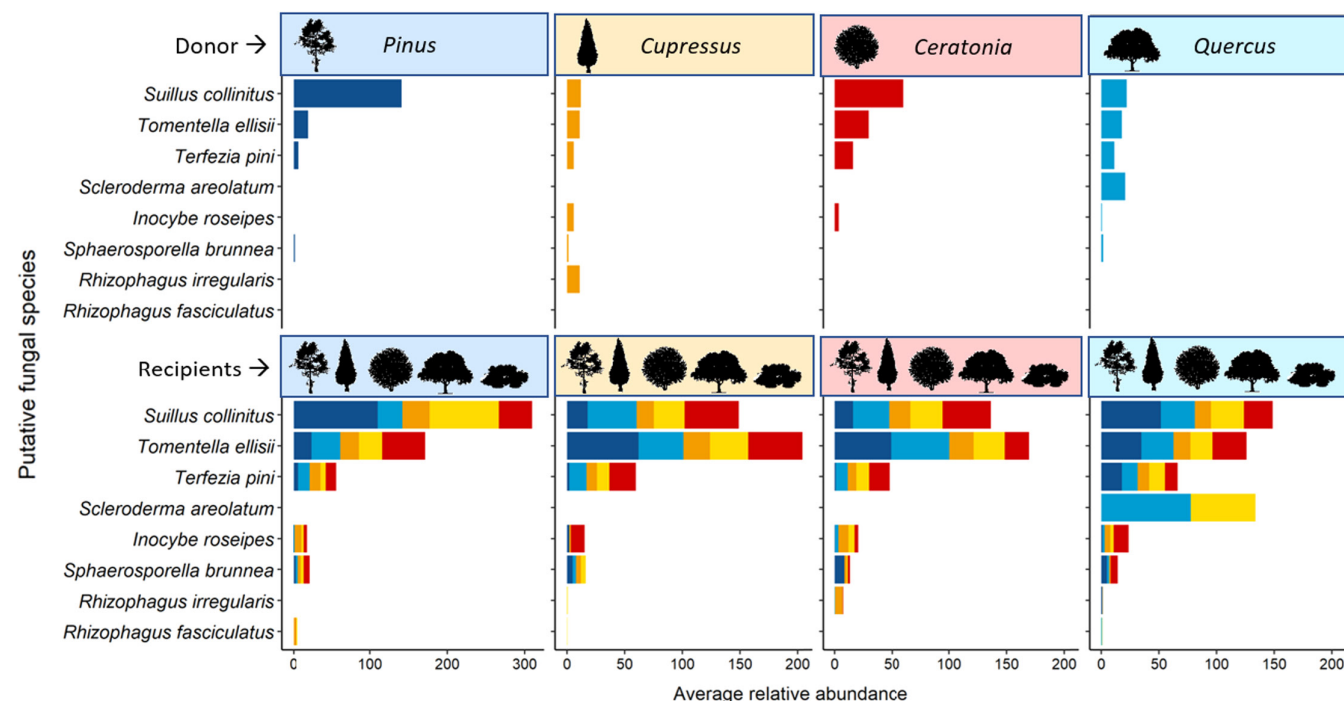 Donor → Pinus Cupressus Ceratonia Quercus
Suillus collinitus
Tomentella ellisii
Terfezia pini
Scleroderma areolatum
Inocybe roseipes
Sphaerosporella brunnea
Rhizophagus irregularis
Rhizophagus fasciculatus
Putative fungal species
Recipients →
Suillus collinitus
Tomentella ellisii
Terfezia pini
Scleroderma areolatum
Inocybe roseipes
Sphaerosporella brunnea
Rhizophagus irregularis
Rhizophagus fasciculatus
0 100 200 300 0 50 100 150 200 0 50 100 150 200 0 50 100 150 200
Average relative abundance